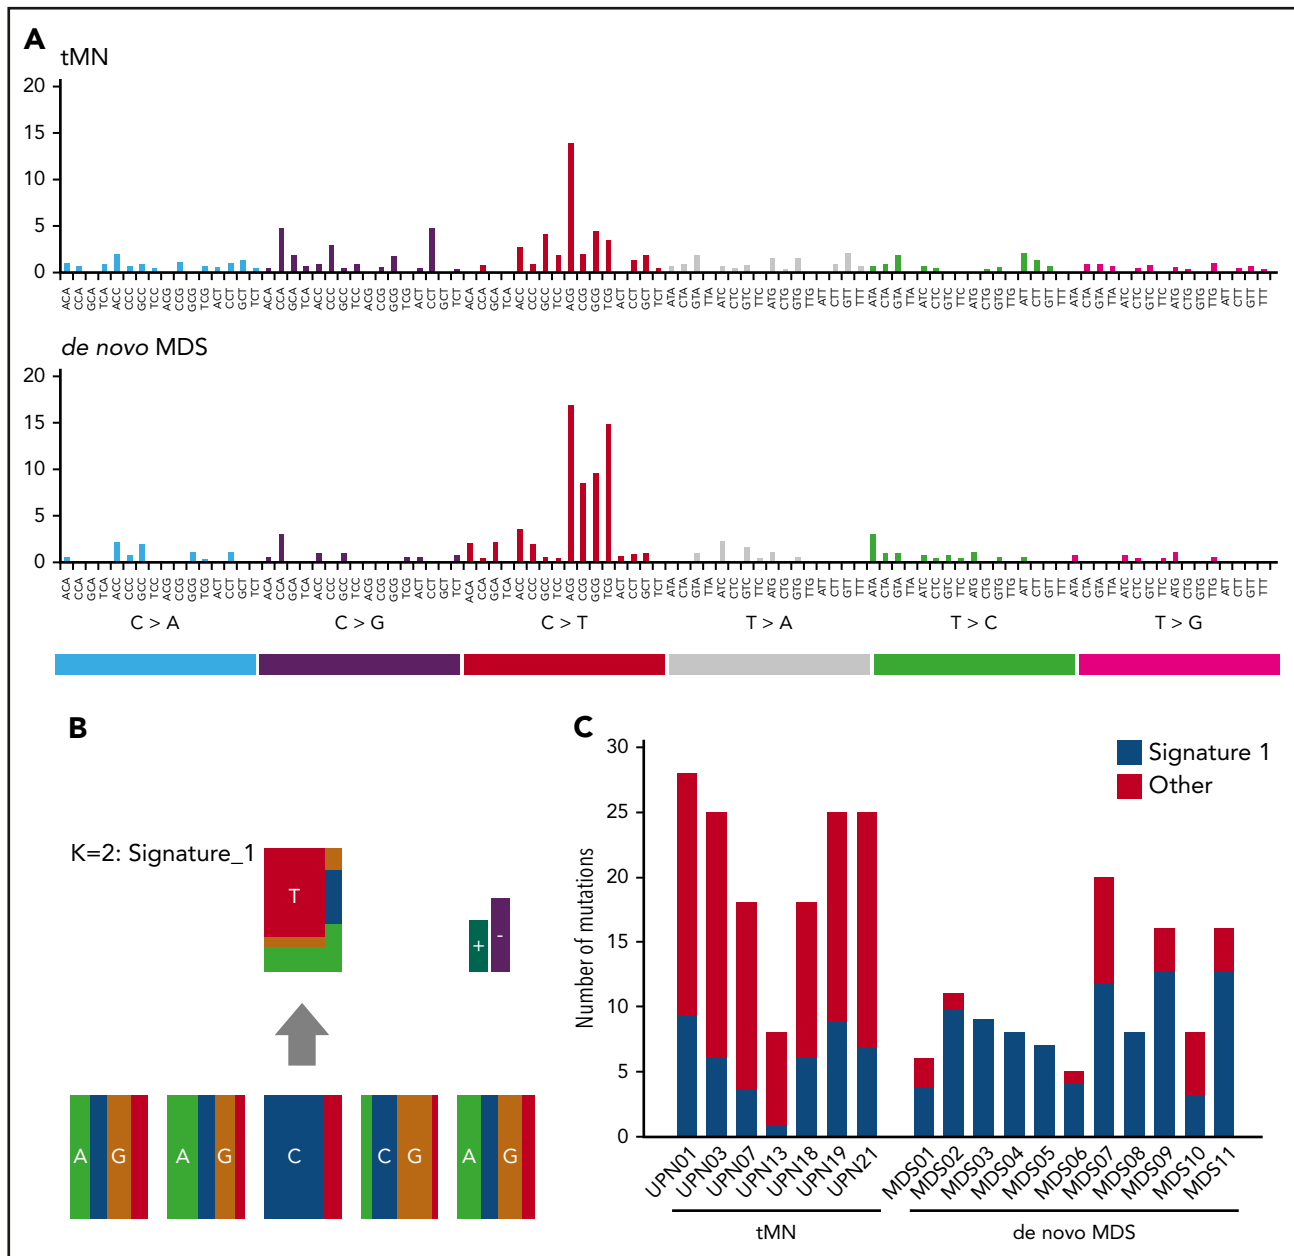 A
tMN
20
15
10
5
0
ACA CCA GCA TCA ACC CCC GCC TCC ACG CCG GCG TCG ACT CCT GCT TCT ACA CCA GCA TCA ACC CCC GCC TCC ACG CCG GCG TCG ACT CCT GCT TCT ACA CCA GCA TCA ACC CCC GCC TCC ACG CCG GCG TCG ACT CCT GCT TCT ATA CTA GTA TTA ATC CTC GTC TTC ATG CTG GTG TTG ATT CTT GTT TTT ATA CTA GTA TTA ATC CTC GTC TTC ATG CTG GTG TTG ATT CTT GTT TTT ATA CTA GTA TTA ATC CTC GTC TTC ATG CTG GTG TTG ATT CTT GTT TTT
de novo MDS
20
15
10
5
0
ACA CCA GCA TCA ACC CCC GCC TCC ACG CCG GCG TCG ACT CCT GCT TCT ACA CCA GCA TCA ACC CCC GCC TCC ACG CCG GCG TCG ACT CCT GCT TCT ACA CCA GCA TCA ACC CCC GCC TCC ACG CCG GCG TCG ACT CCT GCT TCT ATA CTA GTA TTA ATC CTC GTC TTC ATG CTG GTG TTG ATT CTT GTT TTT ATA CTA GTA TTA ATC CTC GTC TTC ATG CTG GTG TTG ATT CTT GTT TTT ATA CTA GTA TTA ATC CTC GTC TTC ATG CTG GTG TTG ATT CTT GTT TTT
C > A C > G C > T T > A T > C T > G
B
K=2: Signature_1
T
+ -
A G A G C C G A G
C
Signature 1
Other
Number of mutations
30
25
20
15
10
5
0
UPN01 UPN03 UPN07 UPN13 UPN18 UPN19 UPN21 MDS01 MDS02 MDS03 MDS04 MDS05 MDS06 MDS07 MDS08 MDS09 MDS10 MDS11
tMN de novo MDS